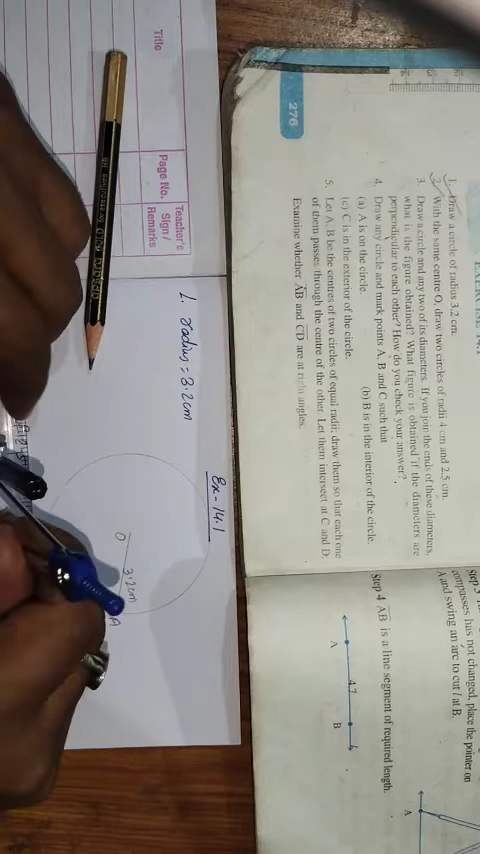 1. Draw a circle of radius 3.2 cm.
2. With the same centre O, draw two circles of radii 4 cm and 2.5 cm.
3. Draw a circle and any two of its diameters. If you join the ends of these diameters,
what is the figure obtained? What figure is obtained if the diameters are
perpendicular to each other? How do you check your answer?
4. Draw any circle and mark points A, B and C such that
(a) A is on the circle. (b) B is in the interior of the circle.
(c) C is in the exterior of the circle.
5. Let A, B be the centres of two circles of equal radii; draw them so that each one
of them passes through the centre of the other. Let them intersect at C and D.
Examine whether AB and CD are at right angles.
276
compasses has not changed, place the pointer on
A and swing an arc to cut l at B.
Step 4 AB is a line segment of required length.
4.7
A B
A
Title Page No. Teacher's
Sign /
Remarks
Ex - 14.1
1. radius = 3.2cm
O 3.2cm A